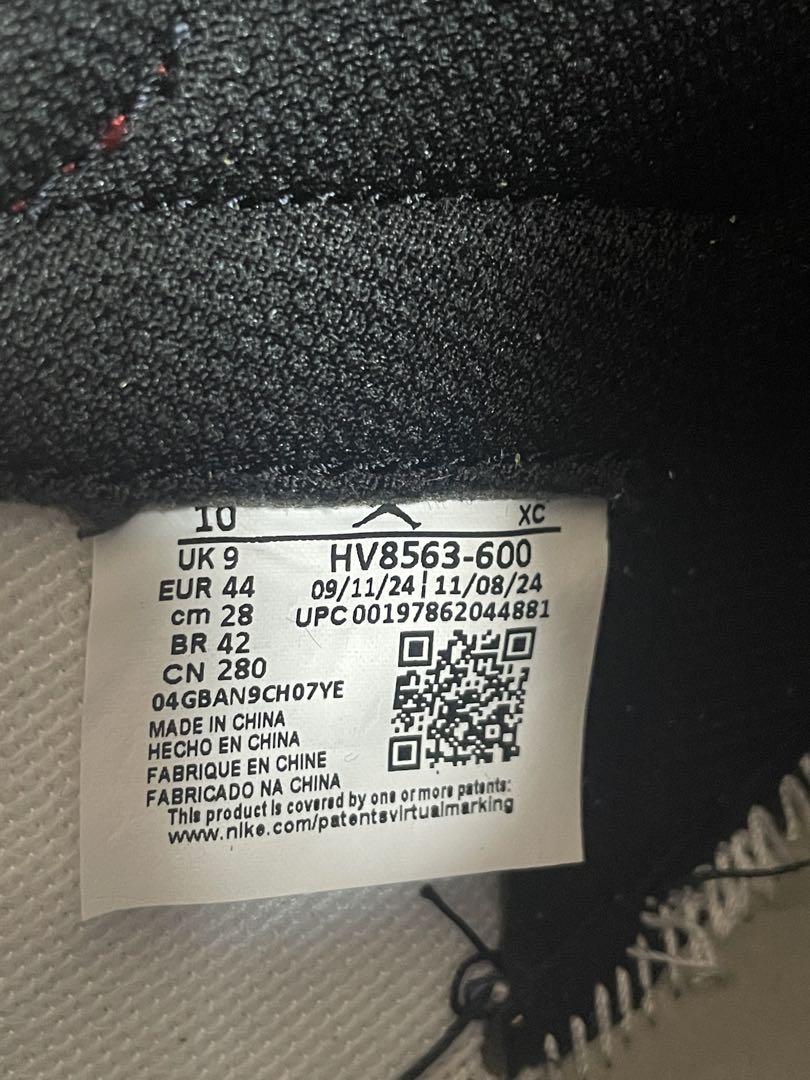 10 XC
UK 9 HV8563-600
EUR 44 09/11/24 11/08/24
cm 28 UPC 00197862044881
BR 42
CN 280
04GBAN9CH07YE
MADE IN CHINA
HECHO EN CHINA
FABRIQUE EN CHINE
FABRICADO NA CHINA
This product is covered by one or more patents:
www.nike.com/patentsvirtualmarking